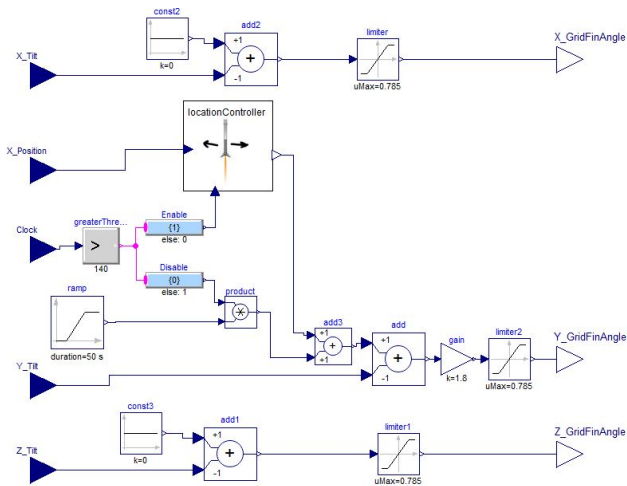 const2
add2
limiter
X_GridFinAngle
X_Tilt
+1
+
-1
k=0
uMax=0.785
locationController
X_Position
Clock
greaterThre...
>
140
Enable
{1}
else: 0
Disable
{0}
else: 1
ramp
duration=50 s
product
add3
+1
+
+1
add
+1
+
-1
gain
k=1.8
limiter2
uMax=0.785
Y_GridFinAngle
Y_Tilt
const3
add1
limiter1
Z_GridFinAngle
+1
+
-1
k=0
uMax=0.785
Z_Tilt